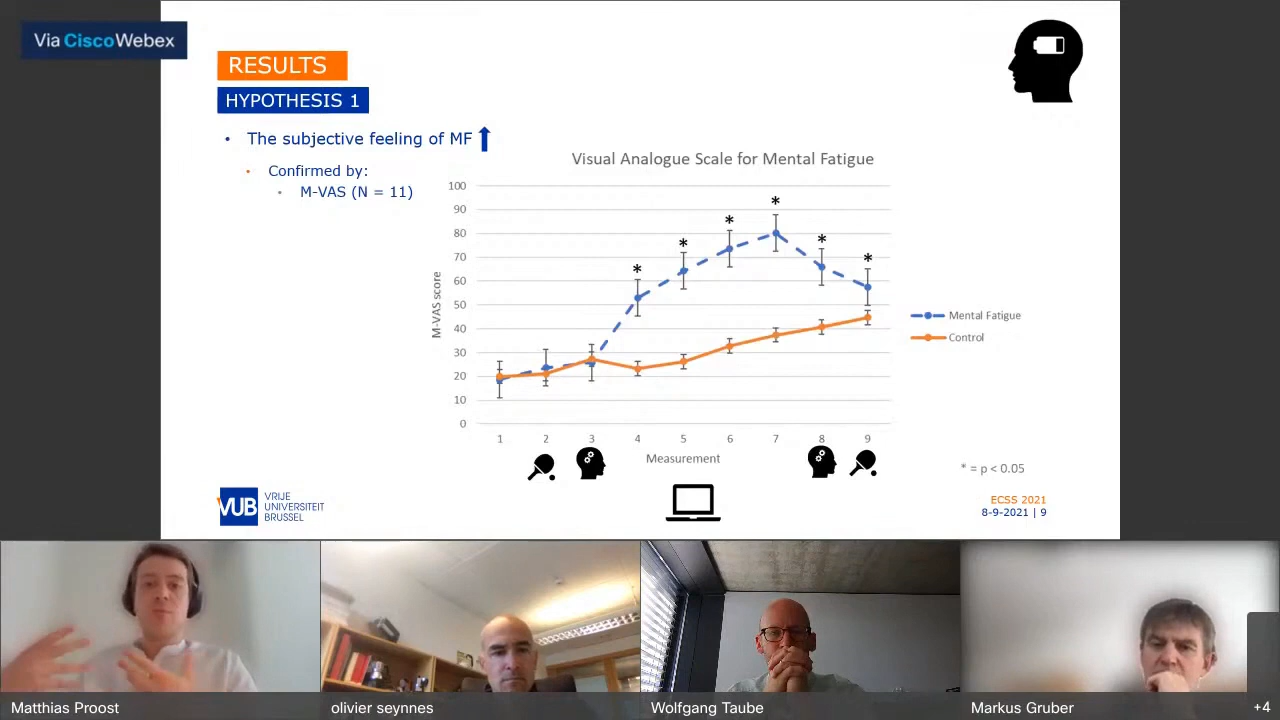 Via Cisco Webex
RESULTS
HYPOTHESIS 1
• The subjective feeling of MF
• Confirmed by:
• M-VAS (N = 11)
Visual Analogue Scale for Mental Fatigue
100
90
80
70
60
50
40
30
20
10
0
M-VAS score
* * * * * *
1 2 3 4 5 6 7 8 9
Measurement
Mental Fatigue
Control
* = p < 0.05
VUB
VRIJE
UNIVERSITEIT
BRUSSEL
ECSS 2021
8-9-2021 | 9
Matthias Proost
olivier seynnes
Wolfgang Taube
Markus Gruber
+4